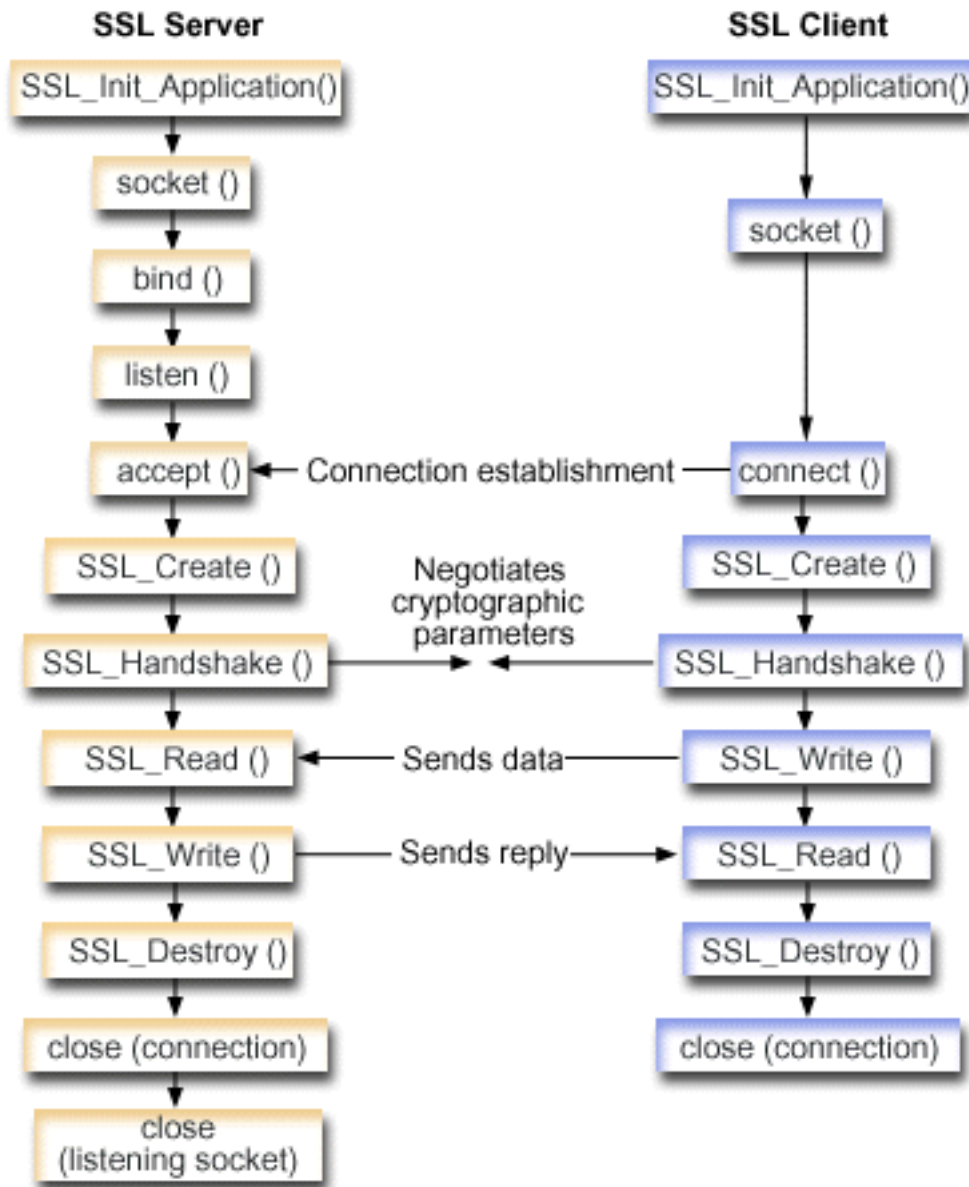 SSL Server
SSL Client
SSL_Init_Application()
SSL_Init_Application()
socket ()
socket ()
bind ()
listen ()
accept ()
Connection establishment
connect ()
SSL_Create ()
Negotiates
cryptographic
parameters
SSL_Create ()
SSL_Handshake ()
SSL_Handshake ()
SSL_Read ()
Sends data
SSL_Write ()
SSL_Write ()
Sends reply
SSL_Read ()
SSL_Destroy ()
SSL_Destroy ()
close (connection)
close (connection)
close
(listening socket)